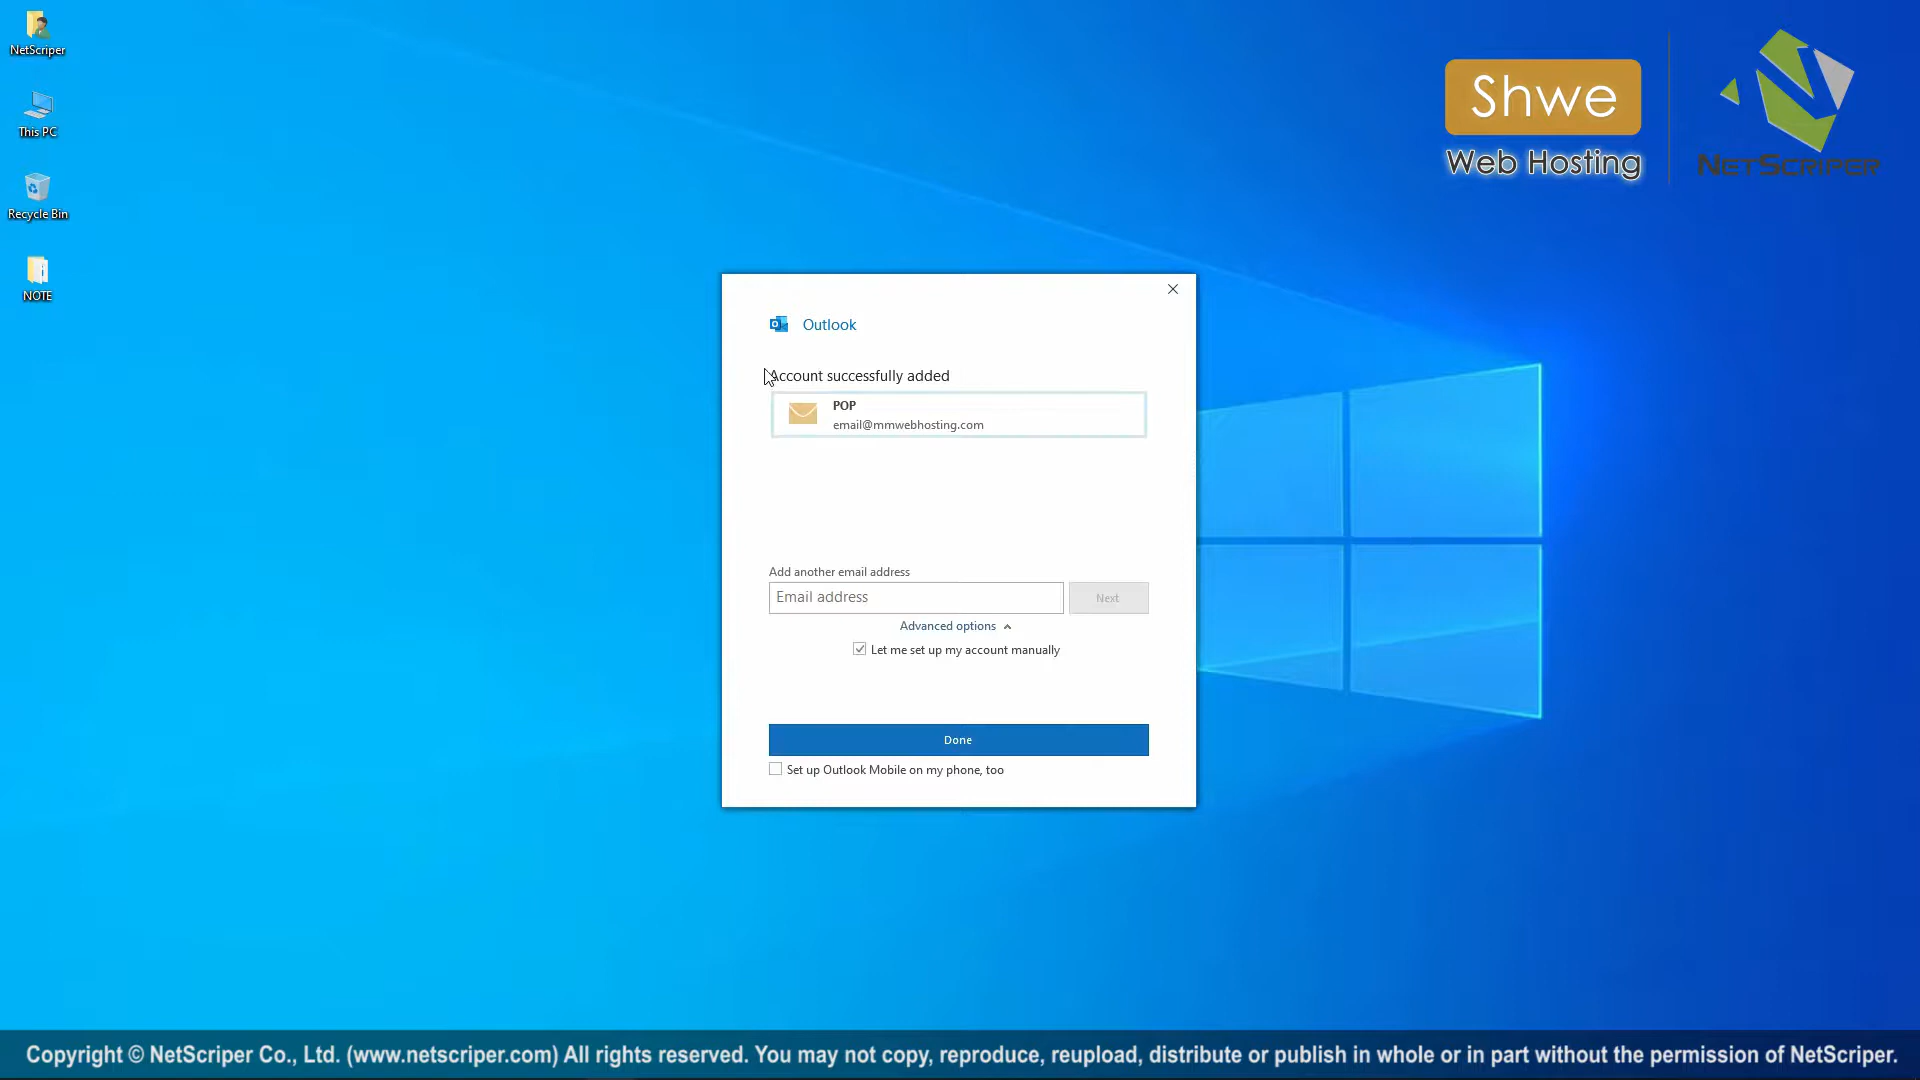 NetScriper
This PC
Recycle Bin
NOTE
Shwe
Web Hosting
NETSCRIPER
Outlook
Account successfully added
POP
email@mmwebhosting.com
Add another email address
Email address
Next
Advanced options
Let me set up my account manually
Done
Set up Outlook Mobile on my phone, too
Copyright © NetScriper Co., Ltd. (www.netscriper.com) All rights reserved. You may not copy, reproduce, reupload, distribute or publish in whole or in part without the permission of NetScriper.